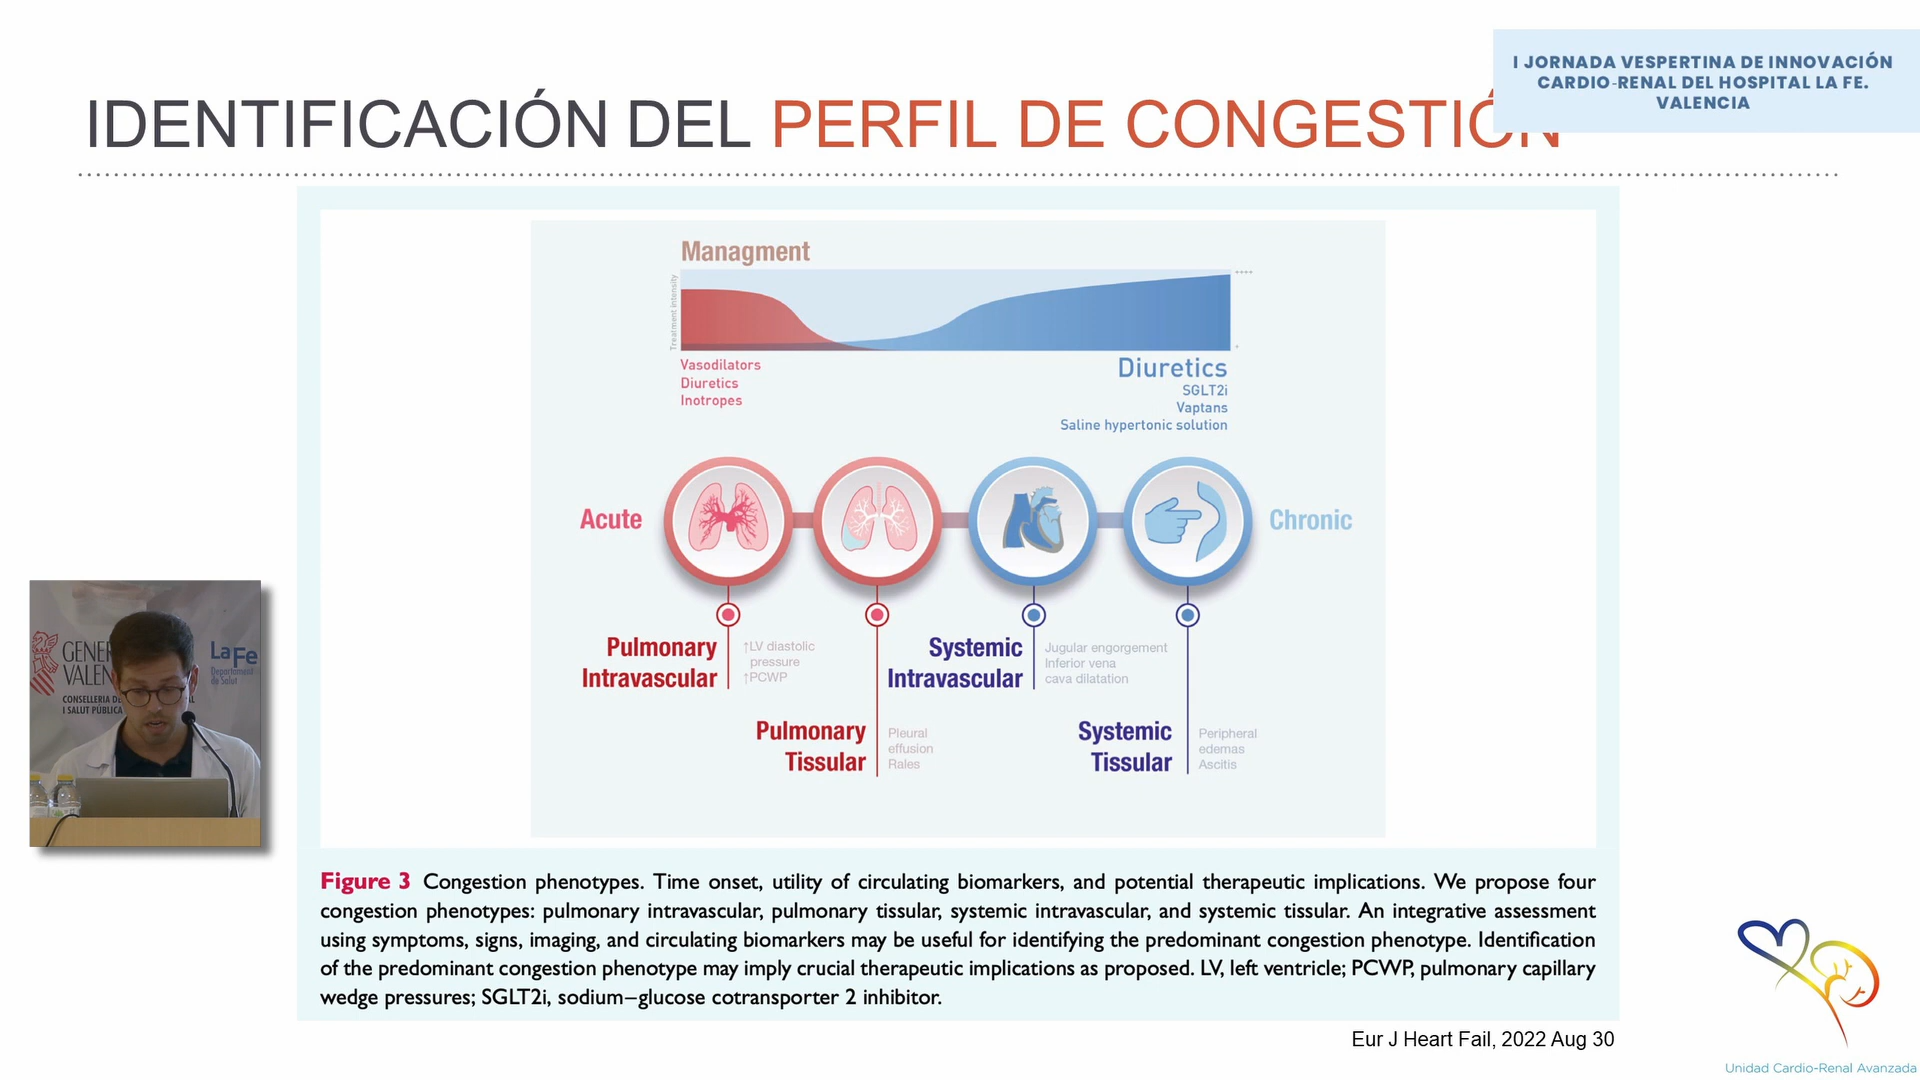 I JORNADA VESPERTINA DE INNOVACIÓN
CARDIO-RENAL DEL HOSPITAL LA FE.
VALENCIA
IDENTIFICACIÓN DEL PERFIL DE CONGESTIÓN
Managment
Treatment intensity
++++
+
Vasodilators
Diuretics
Inotropes
Diuretics
SGLT2i
Vaptans
Saline hypertonic solution
Acute
Chronic
Pulmonary
Intravascular
↑LV diastolic
pressure
↑PCWP
Systemic
Intravascular
Jugular engorgement
Inferior vena
cava dilatation
Pulmonary
Tissular
Pleural
effusion
Rales
Systemic
Tissular
Peripheral
edemas
Ascitis
GENER
VALEN
CONSELLERIA DE
I SALUT PÚBLICA
La Fe
Departament
de Salut
Figure 3 Congestion phenotypes. Time onset, utility of circulating biomarkers, and potential therapeutic implications. We propose four
congestion phenotypes: pulmonary intravascular, pulmonary tissular, systemic intravascular, and systemic tissular. An integrative assessment
using symptoms, signs, imaging, and circulating biomarkers may be useful for identifying the predominant congestion phenotype. Identification
of the predominant congestion phenotype may imply crucial therapeutic implications as proposed. LV, left ventricle; PCWP, pulmonary capillary
wedge pressures; SGLT2i, sodium–glucose cotransporter 2 inhibitor.
Eur J Heart Fail, 2022 Aug 30
Unidad Cardio-Renal Avanzada